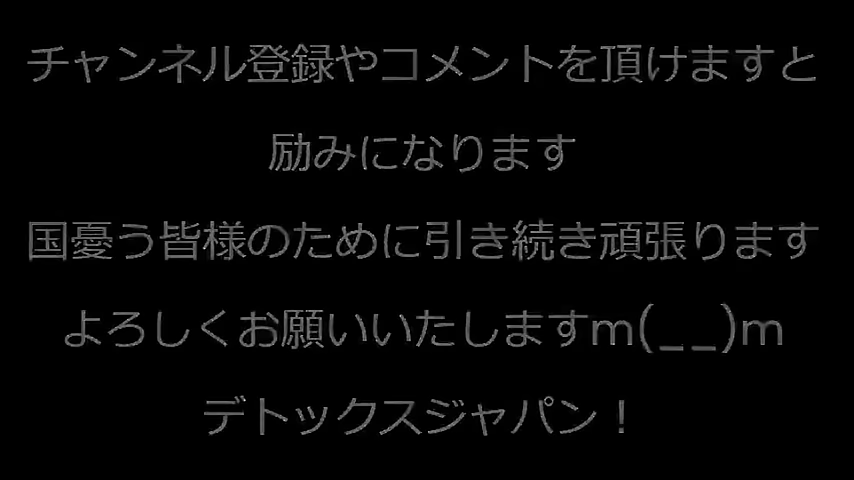 チャンネル登録やコメントを頂けますと
励みになります
国憂う皆様のために引き続き頑張ります
よろしくお願いいたしますm(__)m
デトックスジャパン！